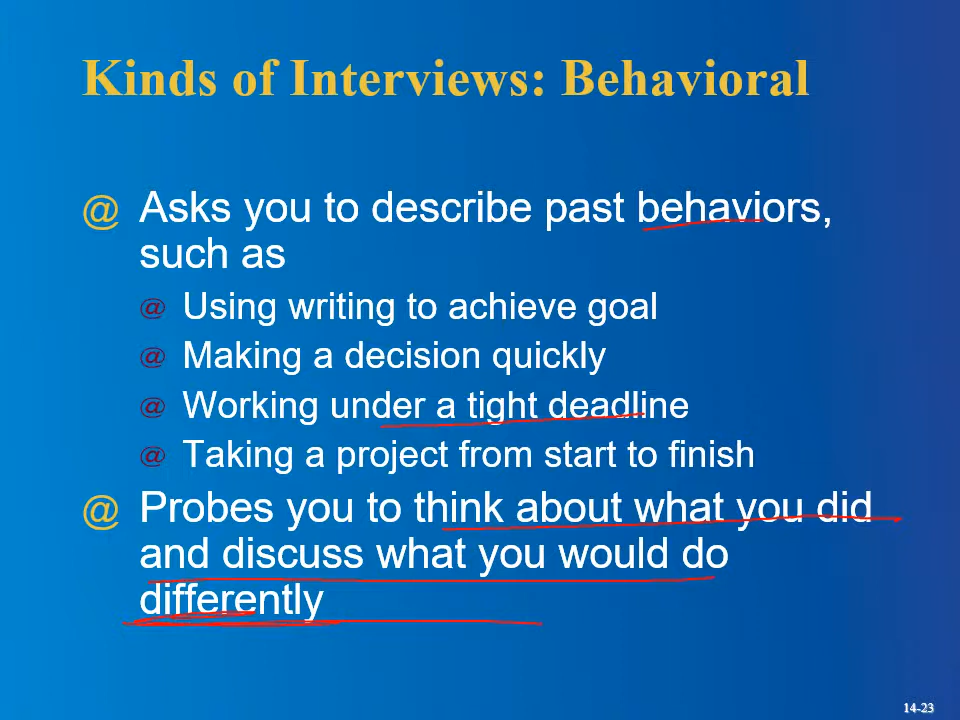 Kinds of Interviews: Behavioral
@ Asks you to describe past behaviors,
such as
@ Using writing to achieve goal
@ Making a decision quickly
@ Working under a tight deadline
@ Taking a project from start to finish
@ Probes you to think about what you did
and discuss what you would do
differently
14-23